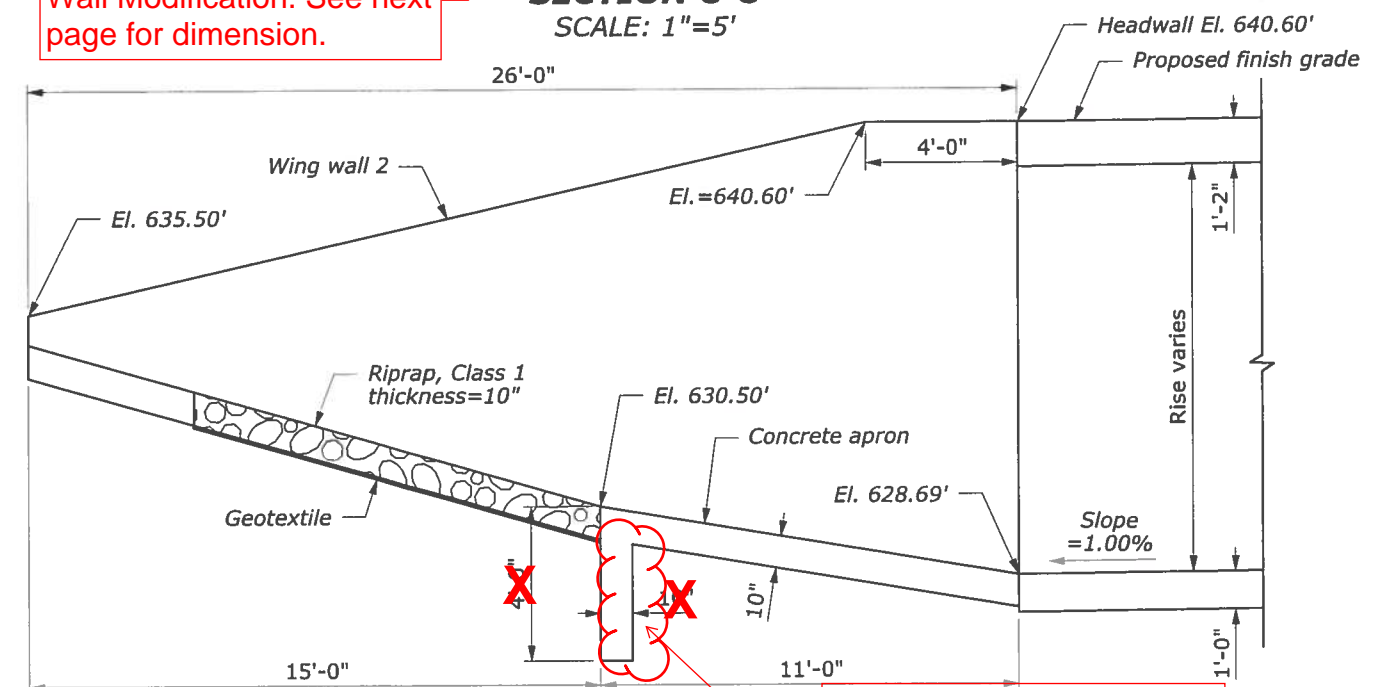 Wall Modification. See next
page for dimension.
SCALE: 1"=5'
Headwall El. 640.60'
Proposed finish grade
26'-0"
4'-0"
Wing wall 2
El.=640.60'
1'-2"
El. 635.50'
Rise varies
Riprap, Class 1
thickness=10"
El. 630.50'
Concrete apron
El. 628.69'
Slope
=1.00%
Geotextile
X
X
10"
1'-0"
15'-0"
11'-0"